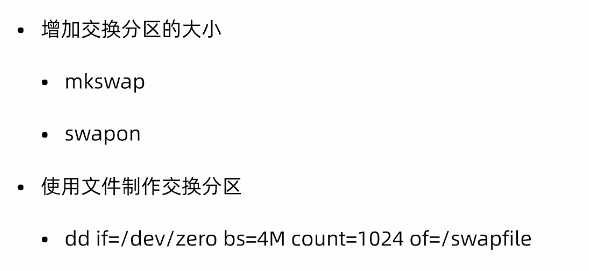 增加交换分区的大小
mkswap
swapon
使用文件制作交换分区
dd if=/dev/zero bs=4M count=1024 of=/swapfile